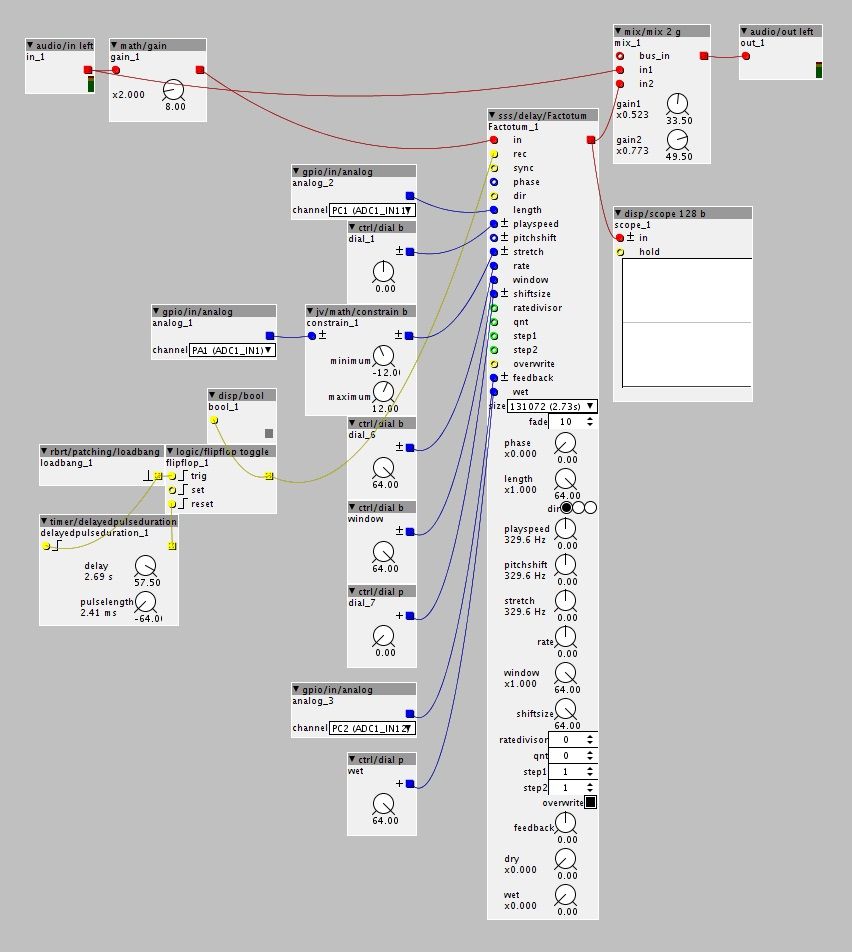 audio/in left
in_1
math/gain
gain_1
x2.000
8.00
mix/mix 2 g
mix_1
bus_in
in1
in2
gain1
x0.523
33.50
gain2
x0.773
49.50
audio/out left
out_1
sss/delay/Factotum
Factotum_1
in
rec
sync
phase
dir
length
playspeed
pitchshift
stretch
rate
window
shiftsize
ratedivisor
qnt
step1
step2
overwrite
feedback
wet
size 131072 (2.73s)
fade 10
phase
x0.000
0.00
length
x1.000
64.00
dir
playspeed
329.6 Hz
0.00
pitchshift
329.6 Hz
0.00
stretch
329.6 Hz
0.00
rate
0.00
window
x1.000
64.00
shiftsize
64.00
ratedivisor 0
qnt 0
step1 1
step2 1
overwrite
feedback
0.00
dry
x0.000
0.00
wet
x0.000
0.00
gpio/in/analog
analog_2
channel PC1 (ADC1_IN11
ctrl/dial b
dial_1
±
0.00
disp/scope 128 b
scope_1
± in
hold
gpio/in/analog
analog_1
channel PA1 (ADC1_IN1)
jv/math/constrain b
constrain_1
± ±
minimum
-12.0
maximum
12.00
disp/bool
bool_1
ctrl/dial b
dial_6
±
64.00
rbrt/patching/loadbang
loadbang_1
logic/flipflop toggle
flipflop_1
trig
set
reset
timer/delayedpulseduration
delayedpulseduration_1
delay
2.69 s
57.50
pulselength
2.41 ms
-64.0
ctrl/dial b
window
±
64.00
ctrl/dial p
dial_7
+
0.00
gpio/in/analog
analog_3
channel PC2 (ADC1_IN12
ctrl/dial p
wet
+
64.00